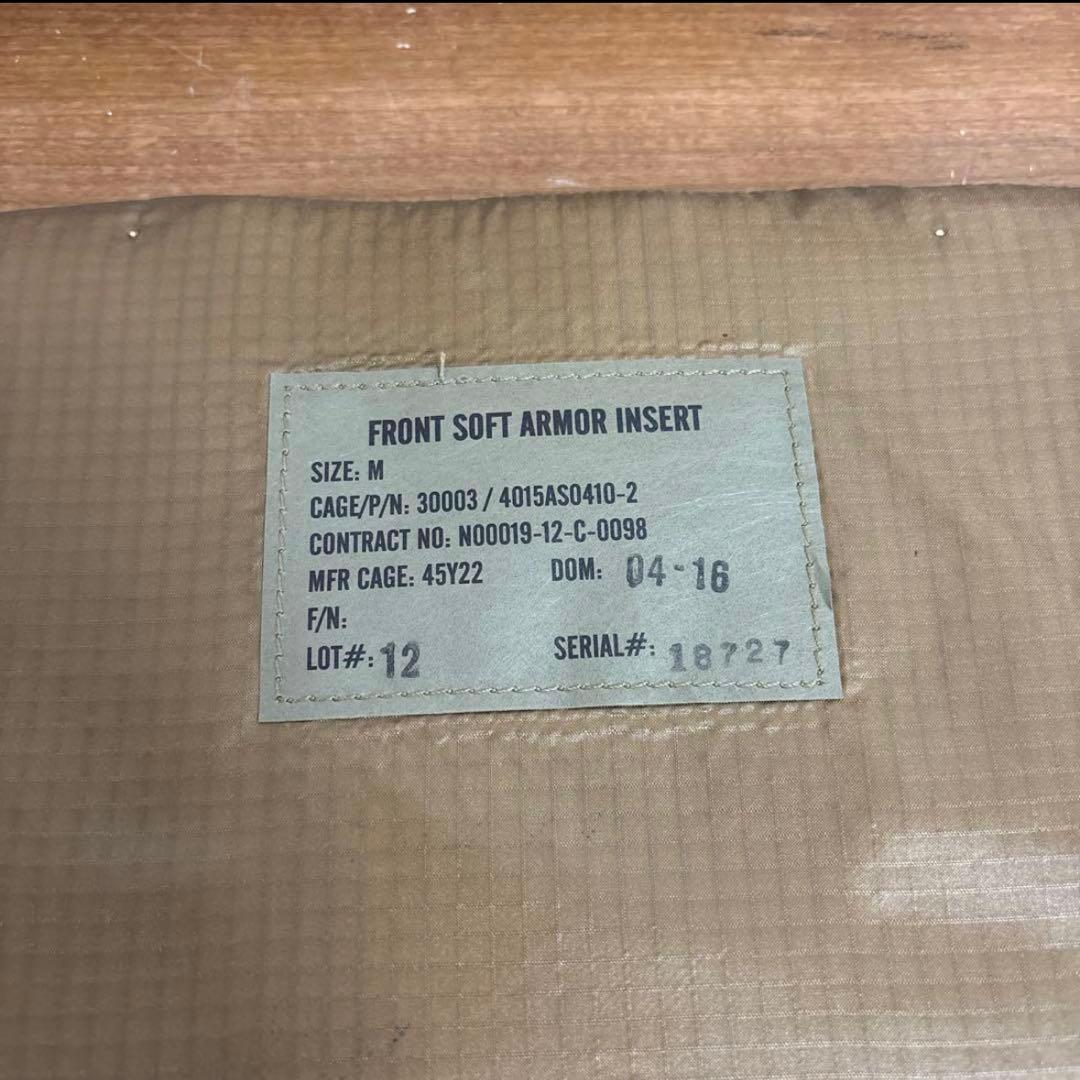 FRONT SOFT ARMOR INSERT
SIZE: M
CAGE/P/N: 30003 / 4015AS0410-2
CONTRACT NO: N00019-12-C-0098
MFR CAGE: 45Y22 DOM: 04-16
F/N:
LOT#: 12 SERIAL#: 18727